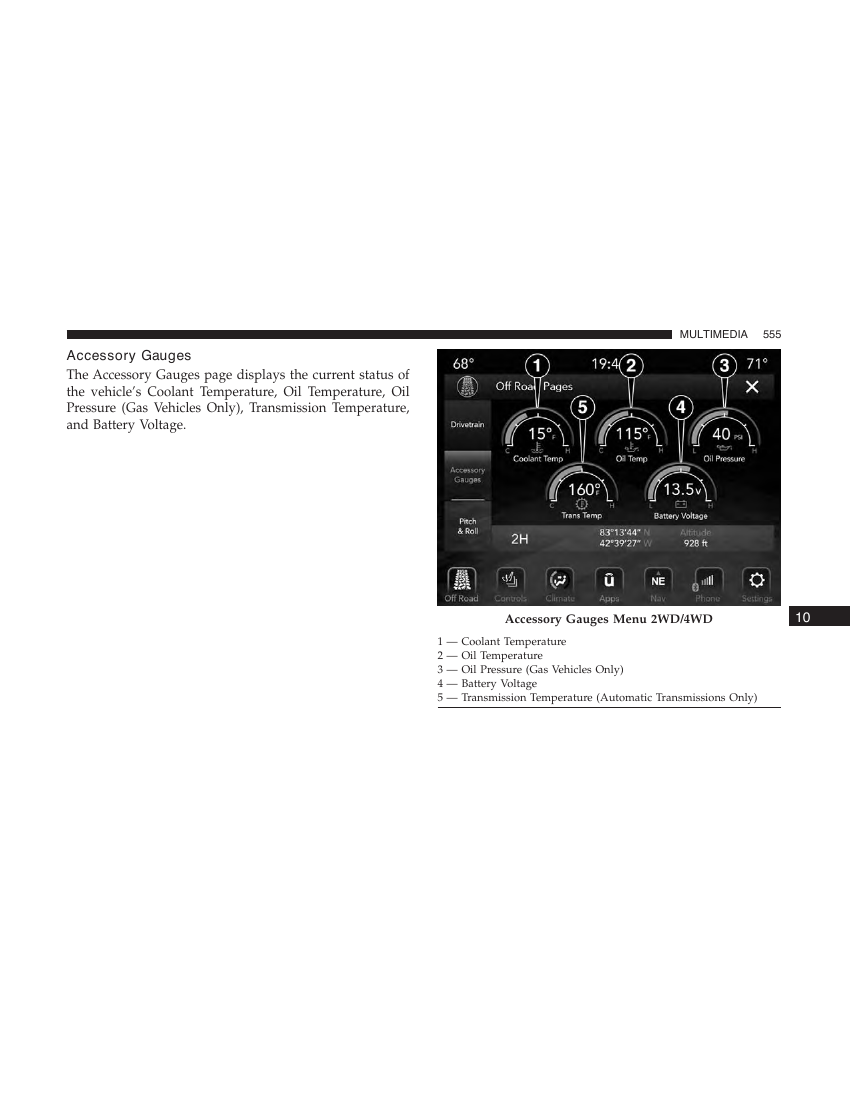 MULTIMEDIA 555
Accessory Gauges
The Accessory Gauges page displays the current status of
the vehicle's Coolant Temperature, Oil Temperature, Oil
Pressure (Gas Vehicles Only), Transmission Temperature,
and Battery Voltage.
68° 1 2 3 71°
Off Road Pages
5 4
Drivetrain
15°F 115°F 40 PSI
C H C H L H
Coolant Temp Oil Temp Oil Pressure
Accessory
Gauges
160°F 13.5v
C H L H
Trans Temp Battery Voltage
Pitch
& Roll
2H
83°13'44" N Altitude
42°39'27" W 928 ft
û NE
Off Road Controls Climate Apps Nav Phone Settings
Accessory Gauges Menu 2WD/4WD
10
1 — Coolant Temperature
2 — Oil Temperature
3 — Oil Pressure (Gas Vehicles Only)
4 — Battery Voltage
5 — Transmission Temperature (Automatic Transmissions Only)